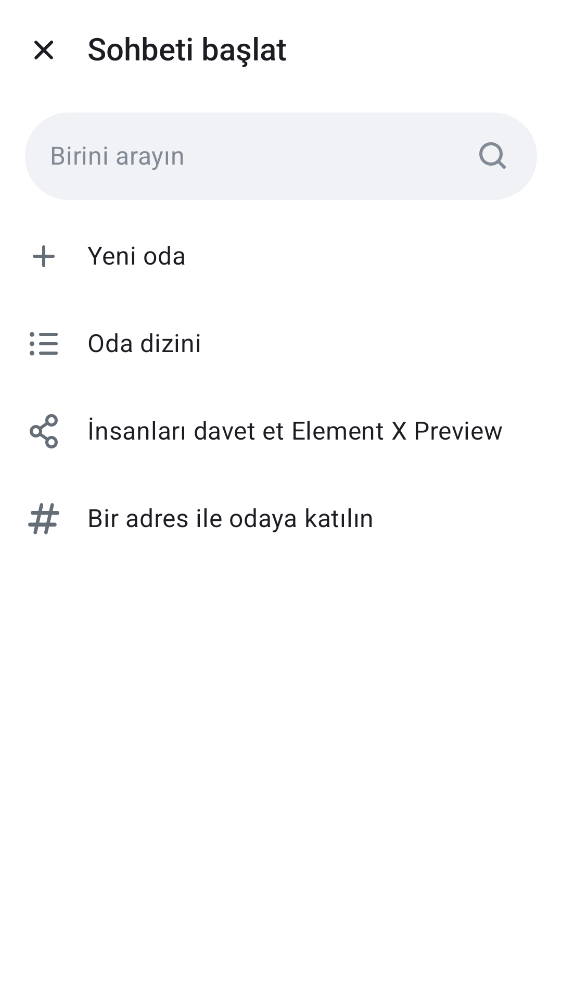 Sohbeti başlat
Birini arayın
Yeni oda
Oda dizini
İnsanları davet et Element X Preview
Bir adres ile odaya katılın